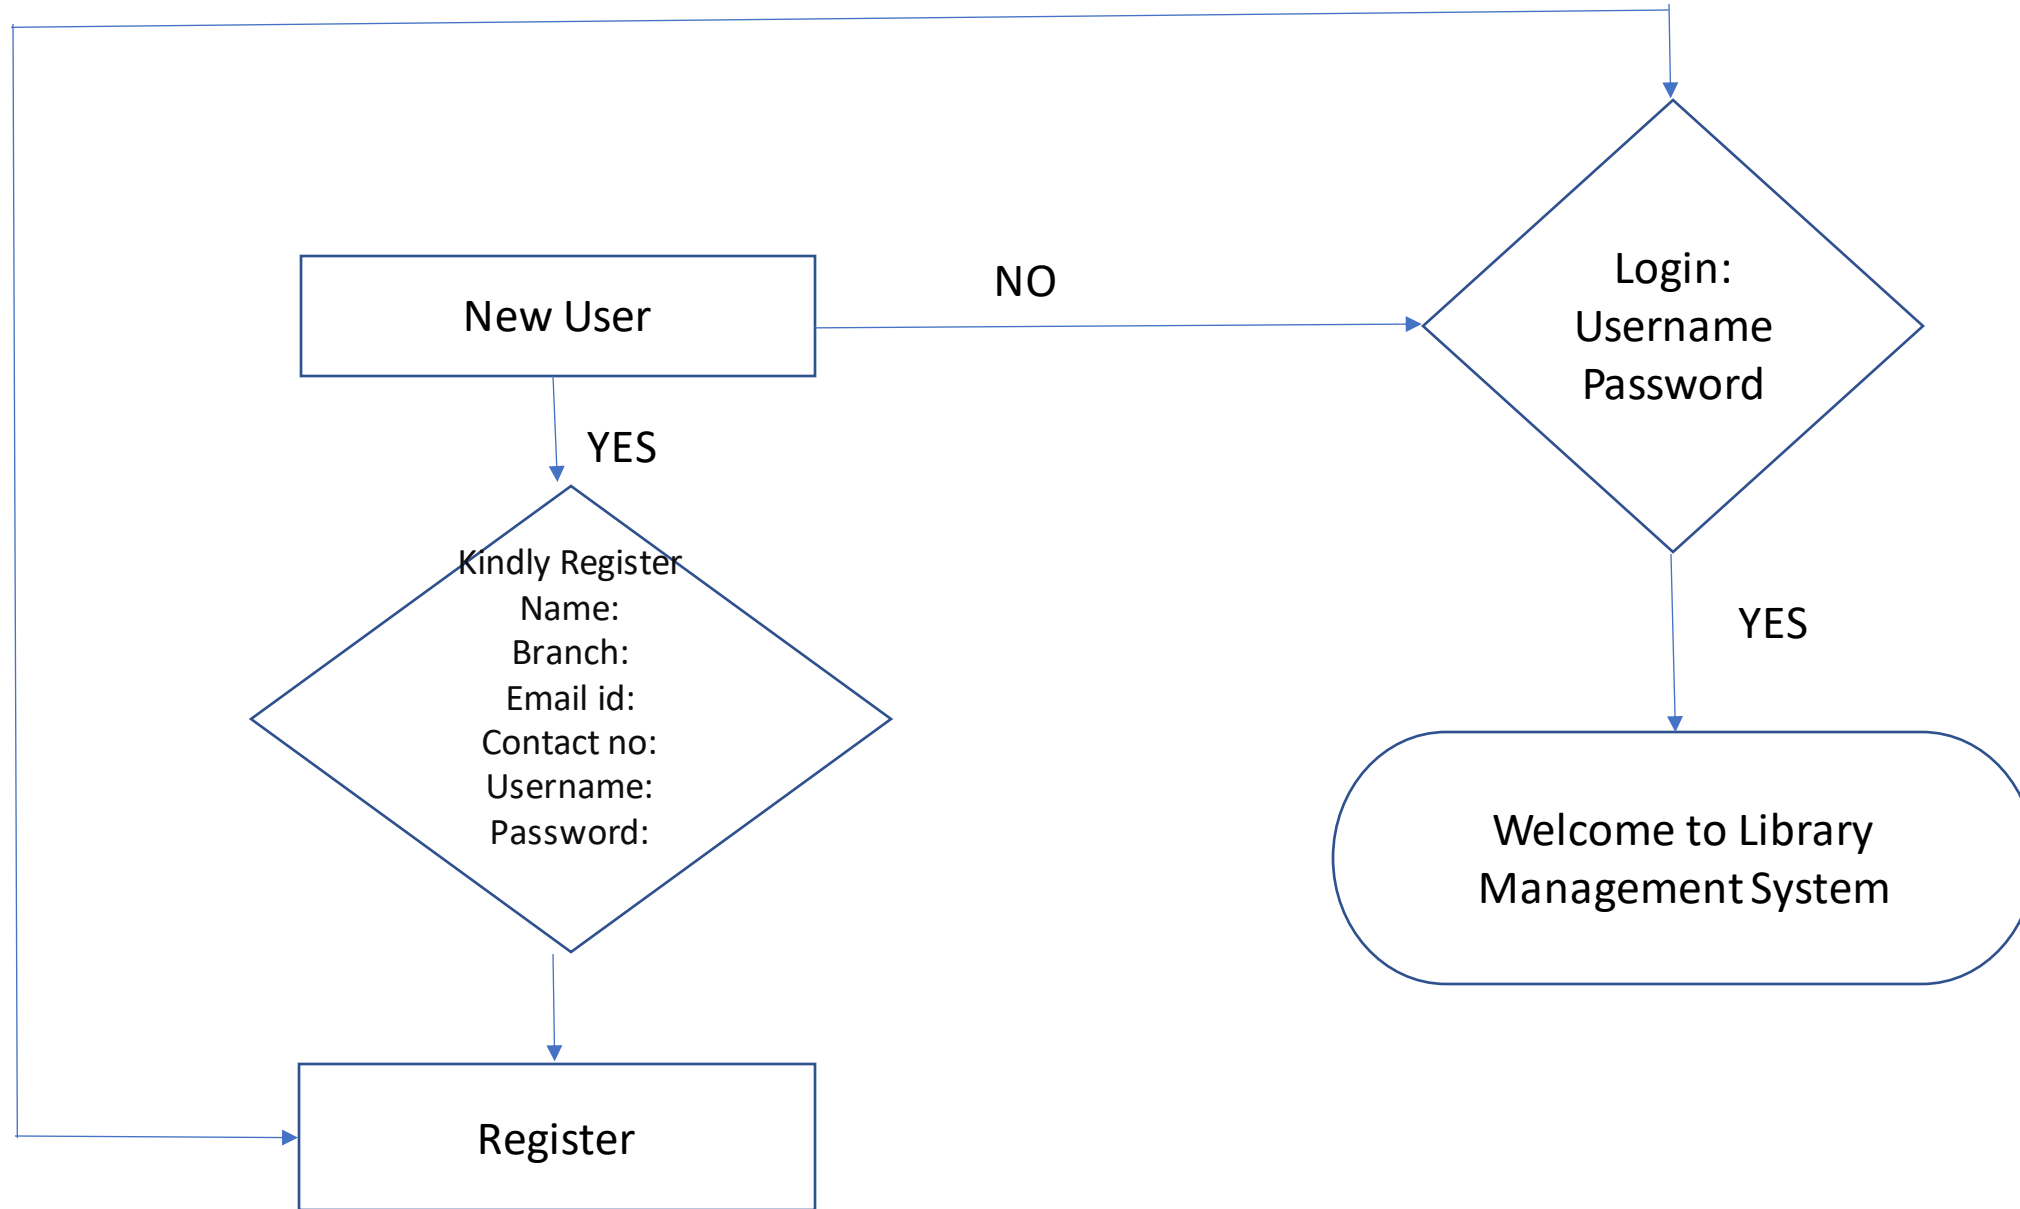 New User
NO
Login:
Username
Password
YES
Kindly Register
Name:
Branch:
Email id:
Contact no:
Username:
Password:
YES
Welcome to Library
Management System
Register